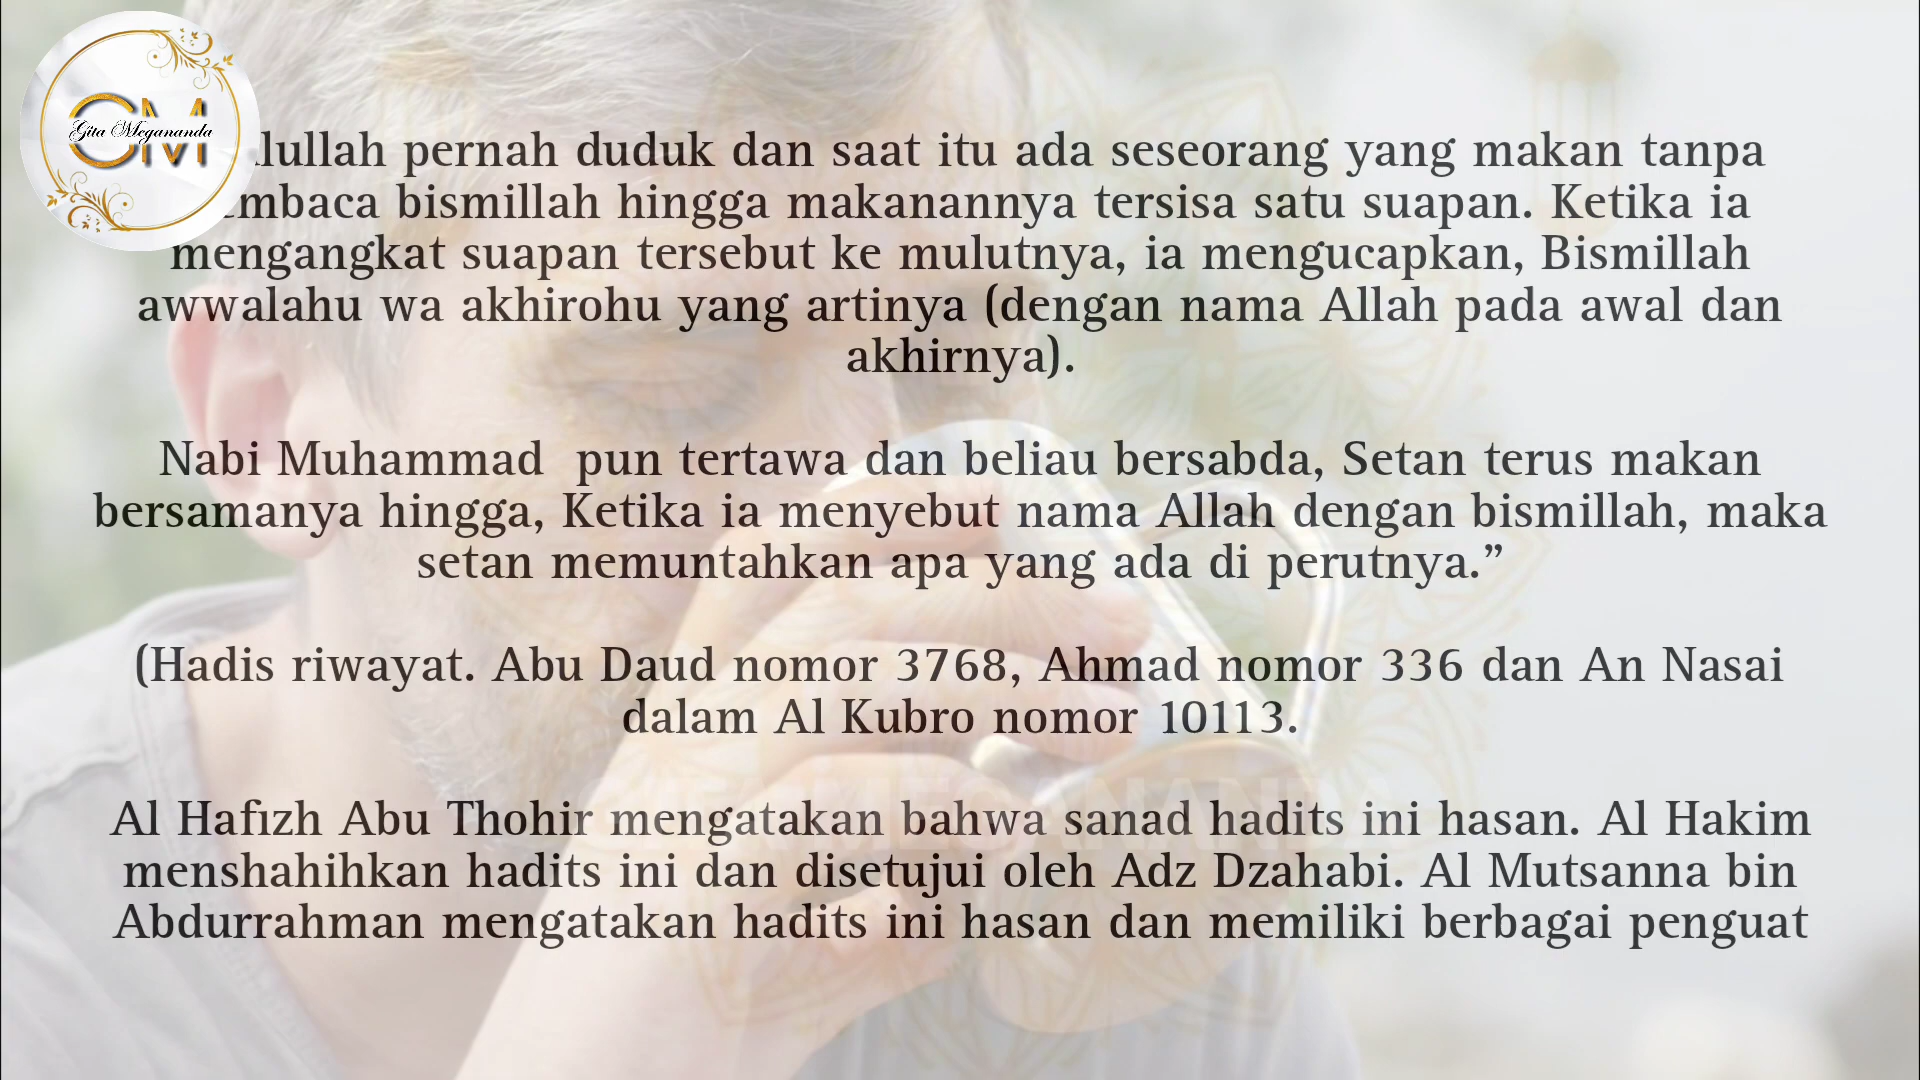 Gita Megananda
GM
lullah pernah duduk dan saat itu ada seseorang yang makan tanpa
mbaca bismillah hingga makanannya tersisa satu suapan. Ketika ia
mengangkat suapan tersebut ke mulutnya, ia mengucapkan, Bismillah
awwalahu wa akhirohu yang artinya (dengan nama Allah pada awal dan
akhirnya).
Nabi Muhammad  pun tertawa dan beliau bersabda, Setan terus makan
bersamanya hingga, Ketika ia menyebut nama Allah dengan bismillah, maka
setan memuntahkan apa yang ada di perutnya.”
(Hadis riwayat. Abu Daud nomor 3768, Ahmad nomor 336 dan An Nasai
dalam Al Kubro nomor 10113.
GITA MEGANANDA
Al Hafizh Abu Thohir mengatakan bahwa sanad hadits ini hasan. Al Hakim
menshahihkan hadits ini dan disetujui oleh Adz Dzahabi. Al Mutsanna bin
Abdurrahman mengatakan hadits ini hasan dan memiliki berbagai penguat